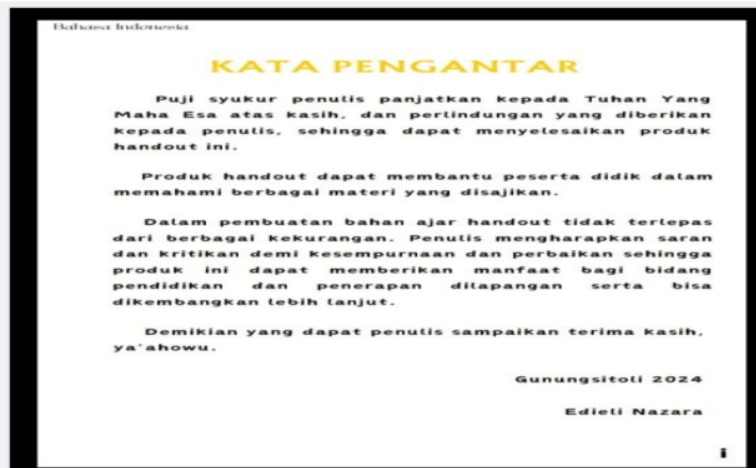 Bahasa Indonesia
KATA PENGANTAR
Puji syukur penulis panjatkan kepada Tuhan Yang
Maha Esa atas kasih, dan perlindungan yang diberikan
kepada penulis, sehingga dapat menyelesaikan produk
handout ini.
Produk handout dapat membantu peserta didik dalam
memahami berbagai materi yang disajikan.
Dalam pembuatan bahan ajar handout tidak terlepas
dari berbagai kekurangan. Penulis mengharapkan saran
dan kritikan demi kesempurnaan dan perbaikan sehingga
produk ini dapat memberikan manfaat bagi bidang
pendidikan dan penerapan dilapangan serta bisa
dikembangkan lebih lanjut.
Demikian yang dapat penulis sampaikan terima kasih,
ya'ahowu.
Gunungsitoli 2024
Edieli Nazara
i